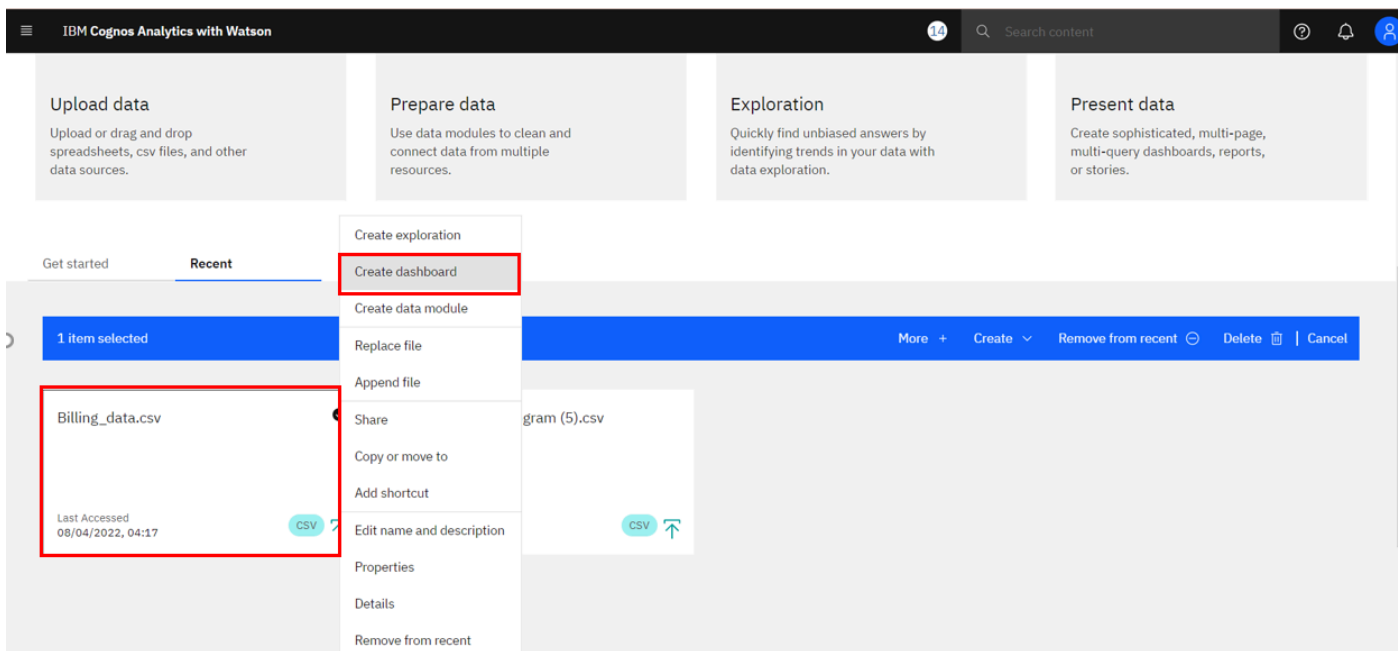 IBM Cognos Analytics with Watson
14
Search content
Upload data
Upload or drag and drop
spreadsheets, csv files, and other
data sources.
Prepare data
Use data modules to clean and
connect data from multiple
resources.
Exploration
Quickly find unbiased answers by
identifying trends in your data with
data exploration.
Present data
Create sophisticated, multi-page,
multi-query dashboards, reports,
or stories.
Get started
Recent
1 item selected
More +
Create
Remove from recent
Delete
Cancel
Billing_data.csv
Last Accessed
08/04/2022, 04:17
CSV
Create exploration
Create dashboard
Create data module
Replace file
Append file
Share
Copy or move to
Add shortcut
Edit name and description
Properties
Details
Remove from recent
gram (5).csv
CSV